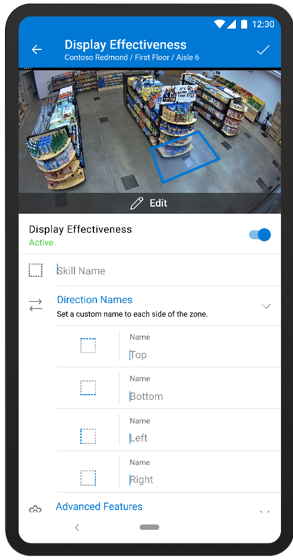 12:30
Display Effectiveness
Contoso Redmond / First Floor / Aisle 6
Edit
Display Effectiveness
Active
Skill Name
Direction Names
Set a custom name to each side of the zone.
Name
Top
Name
Bottom
Name
Left
Name
Right
Advanced Features